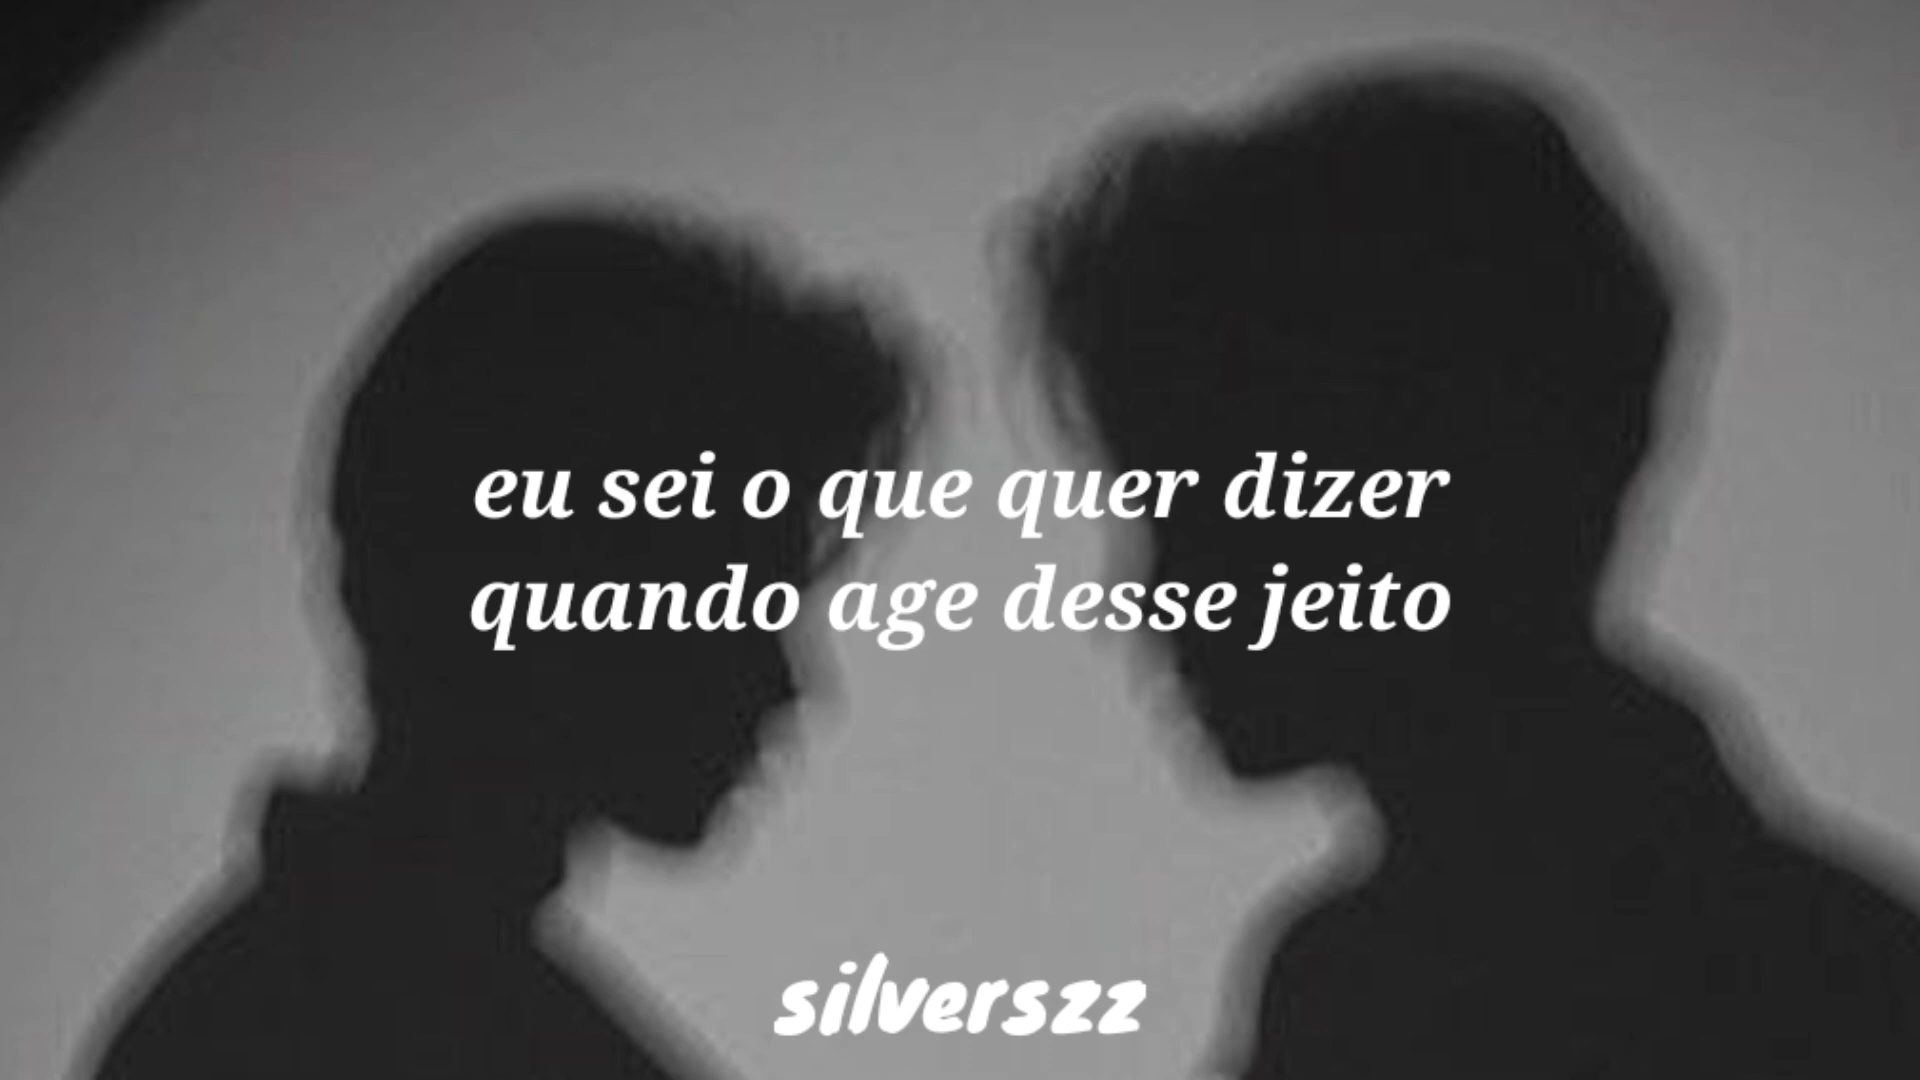 eu sei o que quer dizer
quando age desse jeito
silverszz